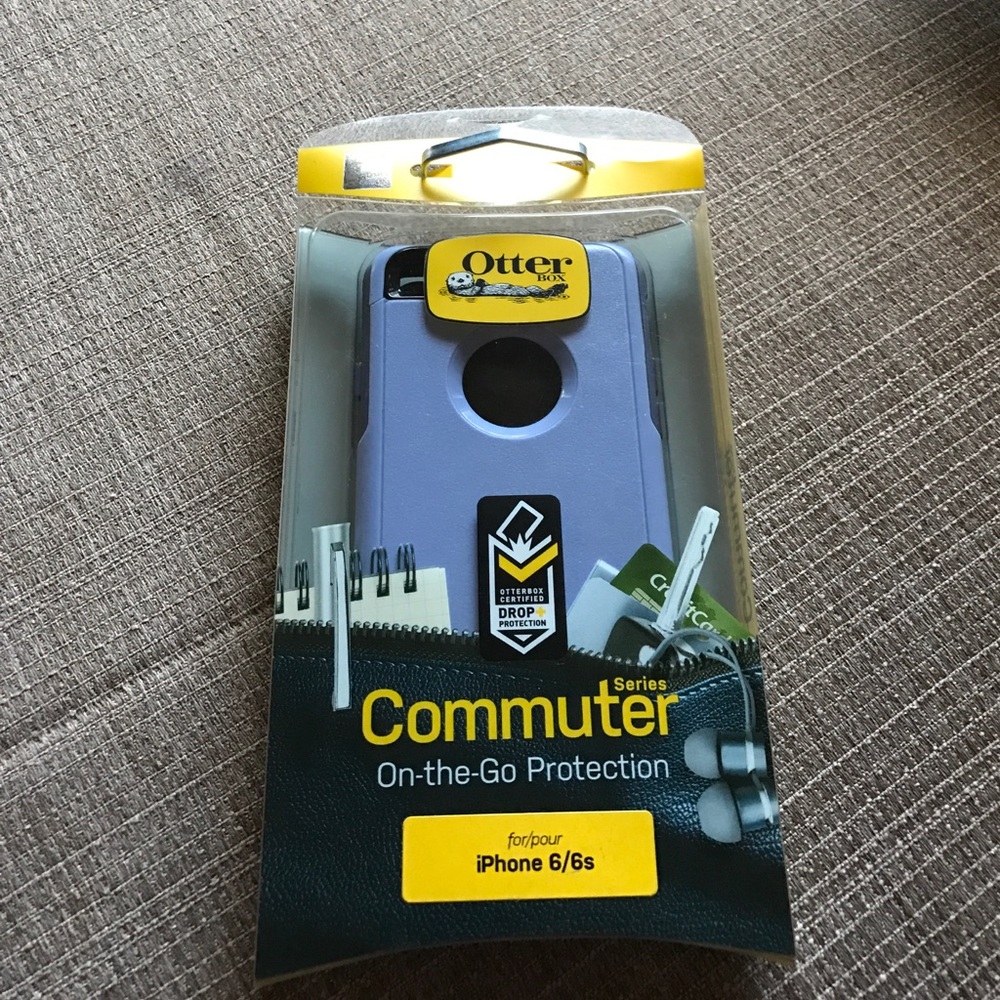 Otter
BOX
OTTERBOX
CERTIFIED
DROP+
PROTECTION
Series
Commuter
On-the-Go Protection
for/pour
iPhone 6/6s